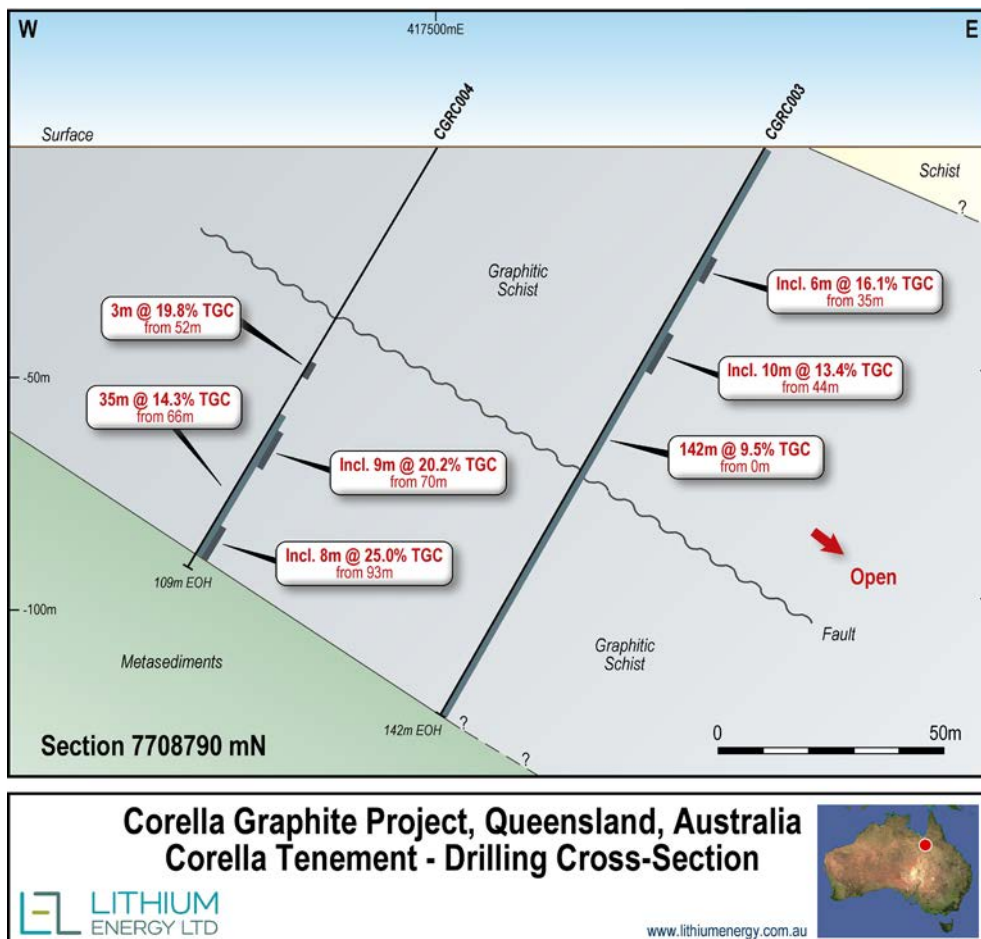 W
417500mE
E
CGRC004
CGRC003
Surface
Schist
?
Graphitic
Schist
Incl. 6m @ 16.1% TGC
from 35m
3m @ 19.8% TGC
from 52m
-50m
Incl. 10m @ 13.4% TGC
from 44m
35m @ 14.3% TGC
from 66m
142m @ 9.5% TGC
from 0m
Incl. 9m @ 20.2% TGC
from 70m
Incl. 8m @ 25.0% TGC
from 93m
Open
109m EOH
-100m
Fault
Graphitic
Schist
Metasediments
142m EOH
?
?
0
50m
Section 7708790 mN
Corella Graphite Project, Queensland, Australia
Corella Tenement - Drilling Cross-Section
LEL
LITHIUM
ENERGY LTD
www.lithiumenergy.com.au